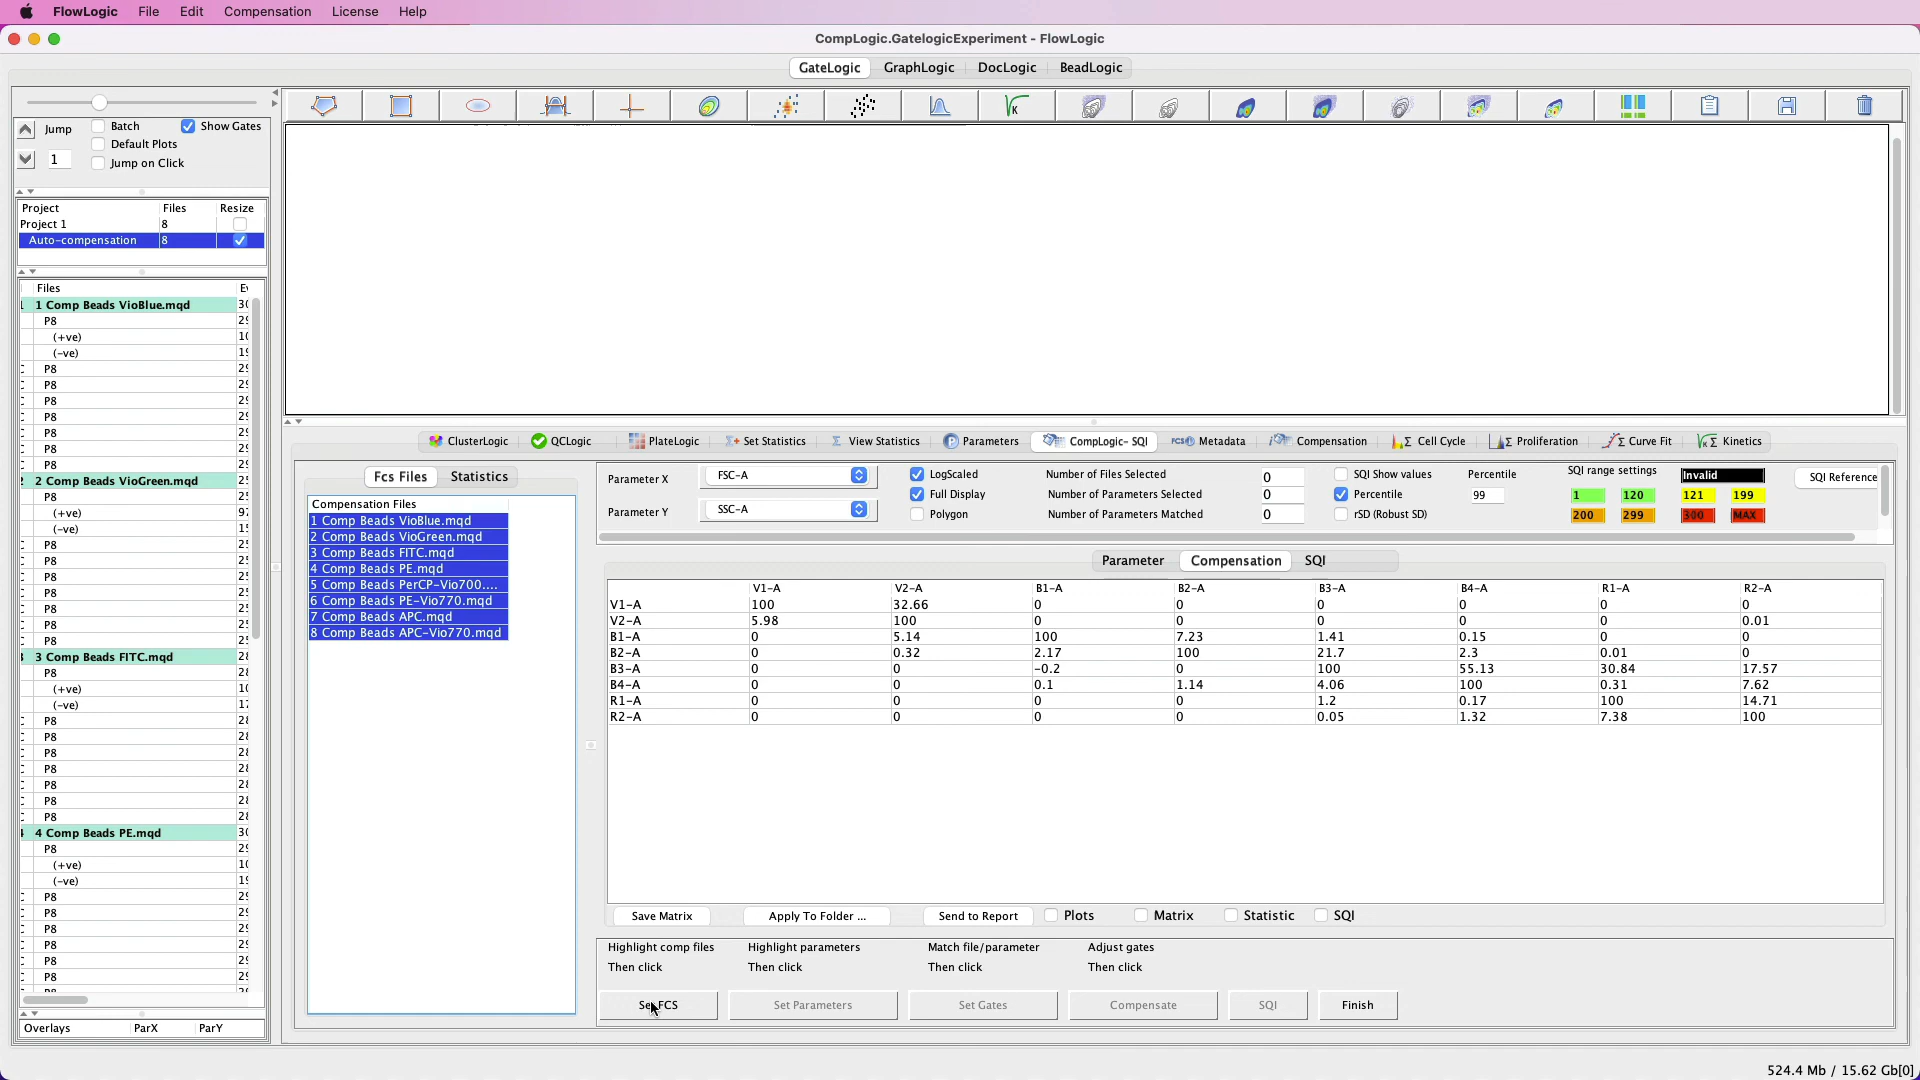 FlowLogic File Edit Compensation License Help
CompLogic.GatelogicExperiment - FlowLogic
GateLogic GraphLogic DocLogic BeadLogic
Jump Batch Show Gates
Default Plots
1 Jump on Click
Project Files Resize
Project 1 8
Auto-compensation 8
Files
1 Comp Beads VioBlue.mqd
P8
(+ve)
(-ve)
P8
P8
P8
P8
P8
P8
P8
2 Comp Beads VioGreen.mqd
P8
(+ve)
(-ve)
P8
P8
P8
P8
P8
P8
P8
3 Comp Beads FITC.mqd
P8
(+ve)
(-ve)
P8
P8
P8
P8
P8
P8
P8
4 Comp Beads PE.mqd
P8
(+ve)
(-ve)
P8
P8
P8
P8
P8
P8
Overlays ParX ParY
ClusterLogic QCLogic PlateLogic Set Statistics View Statistics Parameters CompLogic- SQI Metadata Compensation Cell Cycle Proliferation Curve Fit Kinetics
Fcs Files Statistics
Compensation Files
1 Comp Beads VioBlue.mqd
2 Comp Beads VioGreen.mqd
3 Comp Beads FITC.mqd
4 Comp Beads PE.mqd
5 Comp Beads PerCP-Vio700....
6 Comp Beads PE-Vio770.mqd
7 Comp Beads APC.mqd
8 Comp Beads APC-Vio770.mqd
Parameter X FSC-A LogScaled Number of Files Selected 0 SQI Show values Percentile SQI range settings Invalid SQI Reference
Full Display Number of Parameters Selected 0 Percentile 99 1 120 121 199
Parameter Y SSC-A Polygon Number of Parameters Matched 0 rSD (Robust SD) 200 299 300 MAX
Parameter Compensation SQI
V1-A V2-A B1-A B2-A B3-A B4-A R1-A R2-A
V1-A 100 32.66 0 0 0 0 0 0
V2-A 5.98 100 0 0 0 0 0 0.01
B1-A 0 5.14 100 7.23 1.41 0.15 0 0
B2-A 0 0.32 2.17 100 21.7 2.3 0.01 0
B3-A 0 0 -0.2 0 100 55.13 30.84 17.57
B4-A 0 0 0.1 1.14 4.06 100 0.31 7.62
R1-A 0 0 0 0 1.2 0.17 100 14.71
R2-A 0 0 0 0 0.05 1.32 7.38 100
Save Matrix Apply To Folder ... Send to Report Plots Matrix Statistic SQI
Highlight comp files Highlight parameters Match file/parameter Adjust gates
Then click Then click Then click Then click
Set FCS Set Parameters Set Gates Compensate SQI Finish
524.4 Mb / 15.62 Gb[0]